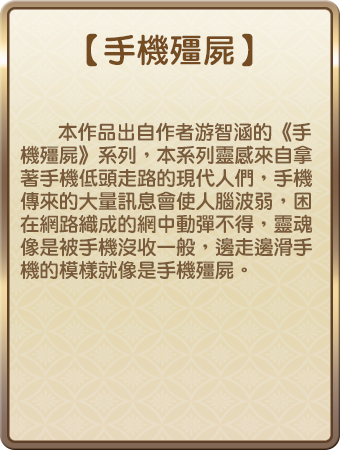 【手機殭屍】
本作品出自作者游智涵的《手
機殭屍》系列，本系列靈感來自拿
著手機低頭走路的現代人們，手機
傳來的大量訊息會使人腦波弱，困
在網路織成的網中動彈不得，靈魂
像是被手機沒收一般，邊走邊滑手
機的模樣就像是手機殭屍。